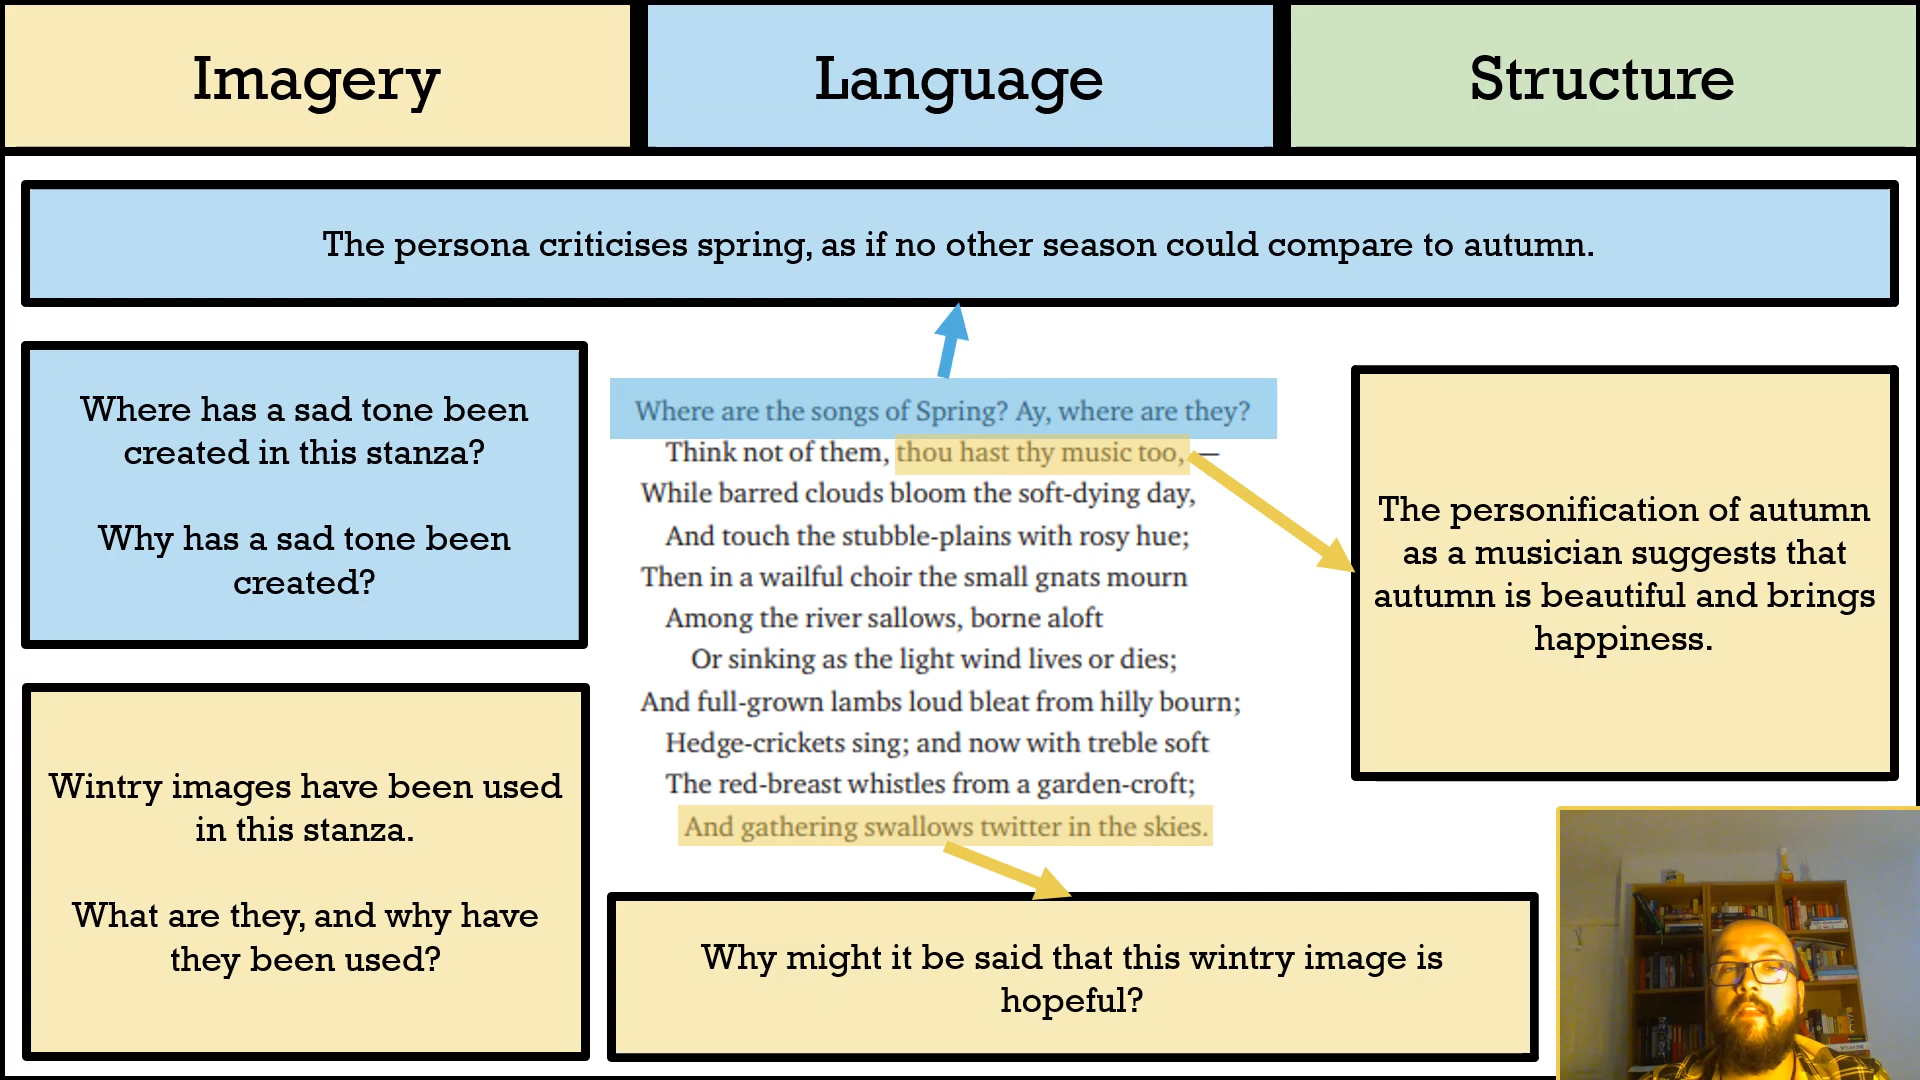 Imagery
Language
Structure
The persona criticises spring, as if no other season could compare to autumn.
Where has a sad tone been
created in this stanza?
Why has a sad tone been
created?
Wintry images have been used
in this stanza.
What are they, and why have
they been used?
Where are the songs of Spring? Ay, where are they?
Think not of them, thou hast thy music too,—
While barred clouds bloom the soft-dying day,
And touch the stubble-plains with rosy hue;
Then in a wailful choir the small gnats mourn
Among the river sallows, borne aloft
Or sinking as the light wind lives or dies;
And full-grown lambs loud bleat from hilly bourn;
Hedge-crickets sing; and now with treble soft
The red-breast whistles from a garden-croft;
And gathering swallows twitter in the skies.
The personification of autumn
as a musician suggests that
autumn is beautiful and brings
happiness.
Why might it be said that this wintry image is
hopeful?